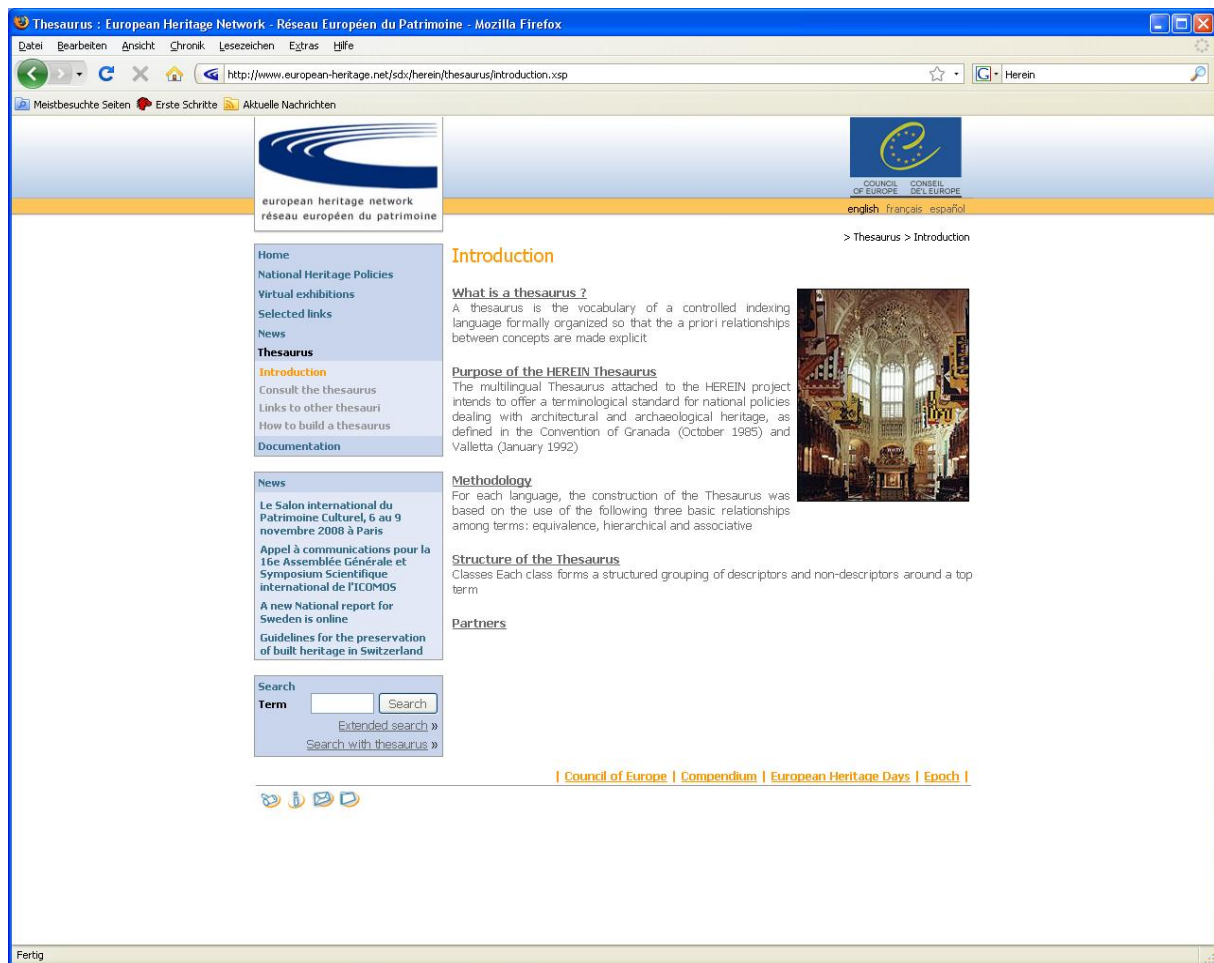 Thesaurus : European Heritage Network - Réseau Européen du Patrimoine - Mozilla Firefox
Datei Bearbeiten Ansicht Chronik Lesezeichen Extras Hilfe
http://www.european-heritage.net/sdx/herein/thesaurus/introduction.xsp
Herein
Meistbesuchte Seiten Erste Schritte Aktuelle Nachrichten
european heritage network
réseau européen du patrimoine
COUNCIL CONSEIL
OF EUROPE DE L'EUROPE
english français español
> Thesaurus > Introduction
Home
National Heritage Policies
Virtual exhibitions
Selected links
News
Thesaurus
Introduction
Consult the thesaurus
Links to other thesauri
How to build a thesaurus
Documentation
News
Le Salon international du
Patrimoine Culturel, 6 au 9
novembre 2008 à Paris
Appel à communications pour la
16e Assemblée Générale et
Symposium Scientifique
international de l'ICOMOS
A new National report for
Sweden is online
Guidelines for the preservation
of built heritage in Switzerland
Search
Term
Search
Extended search »
Search with thesaurus »
Introduction
What is a thesaurus ?
A thesaurus is the vocabulary of a controlled indexing
language formally organized so that the a priori relationships
between concepts are made explicit
Purpose of the HEREIN Thesaurus
The multilingual Thesaurus attached to the HEREIN project
intends to offer a terminological standard for national policies
dealing with architectural and archaeological heritage, as
defined in the Convention of Granada (October 1985) and
Valletta (January 1992)
Methodology
For each language, the construction of the Thesaurus was
based on the use of the following three basic relationships
among terms: equivalence, hierarchical and associative
Structure of the Thesaurus
Classes Each class forms a structured grouping of descriptors and non-descriptors around a top
term
Partners
| Council of Europe | Compendium | European Heritage Days | Epoch |
Fertig